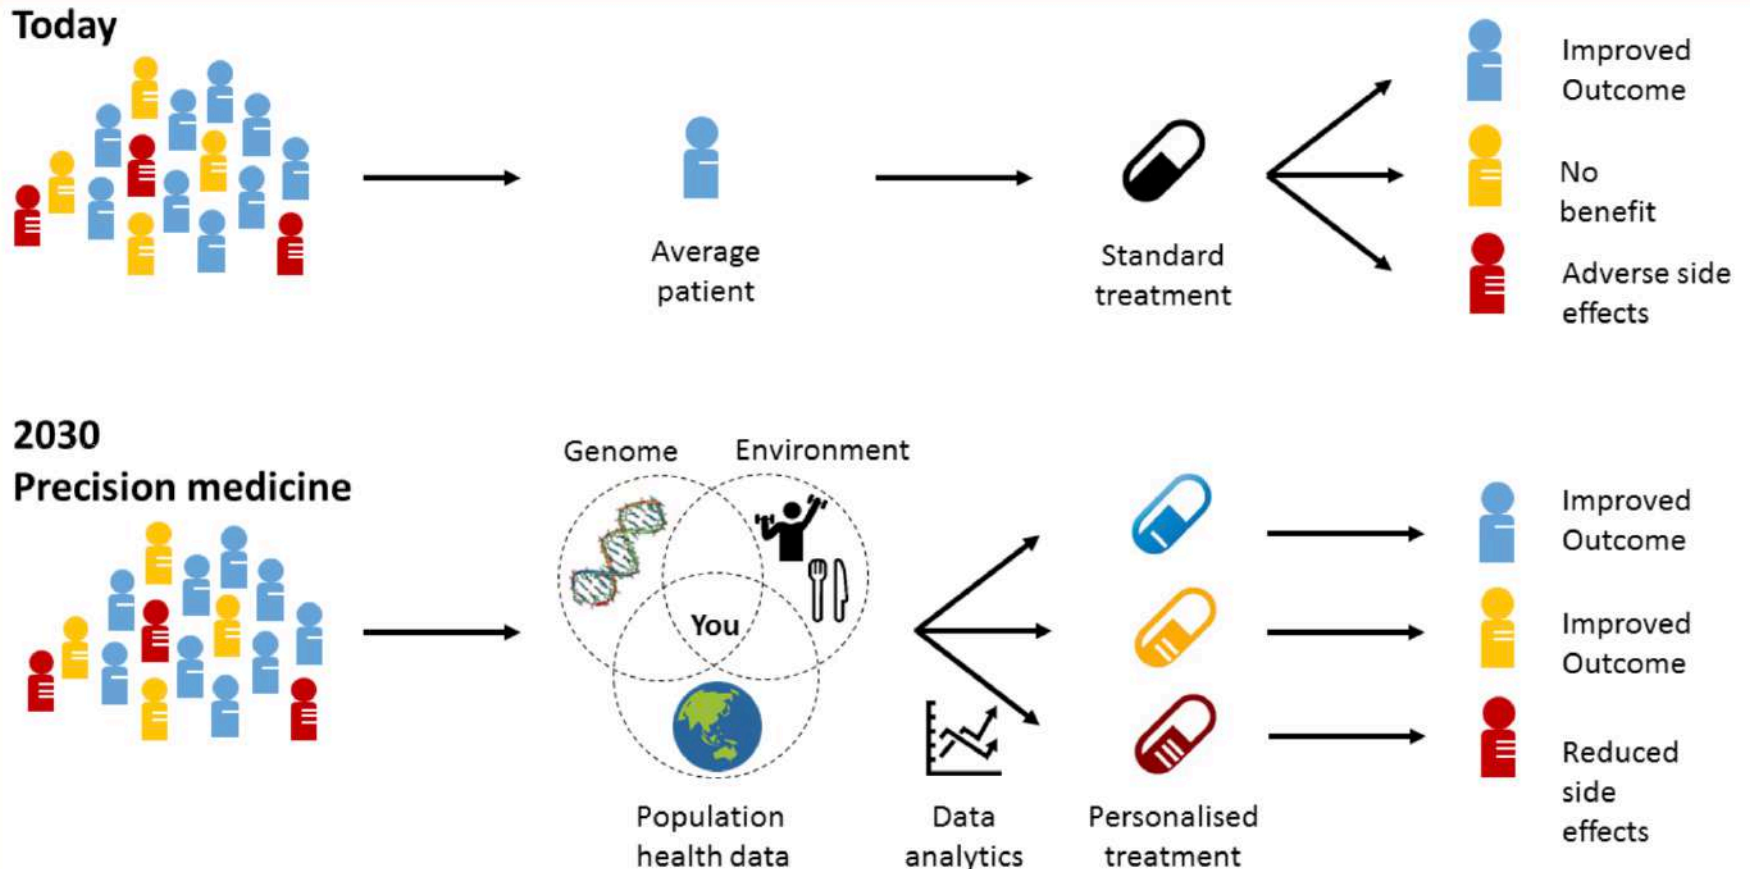 Today
Average
patient
Standard
treatment
Improved
Outcome
No
benefit
Adverse side
effects
2030
Precision medicine
Genome
Environment
You
Population
health data
Data
analytics
Personalised
treatment
Improved
Outcome
Improved
Outcome
Reduced
side
effects